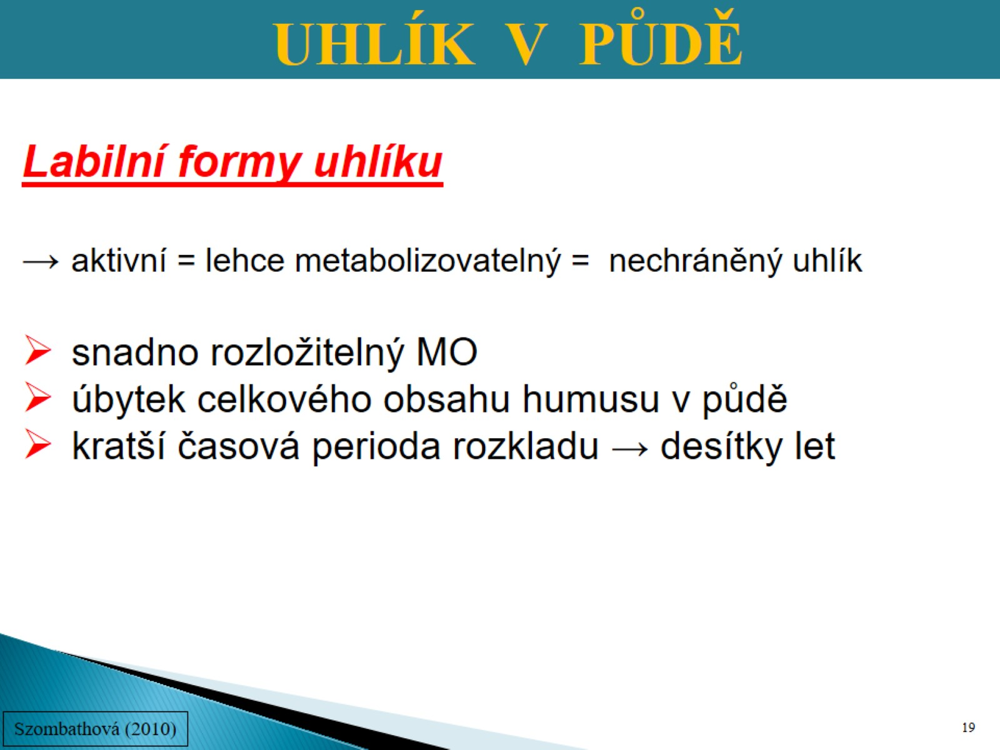 UHLÍK V PŮDĚ
Labilní formy uhlíku
→ aktivní = lehce metabolizovatelný = nechráněný uhlík
➢ snadno rozložitelný MO
➢ úbytek celkového obsahu humusu v půdě
➢ kratší časová perioda rozkladu → desítky let
Szombathová (2010)
19